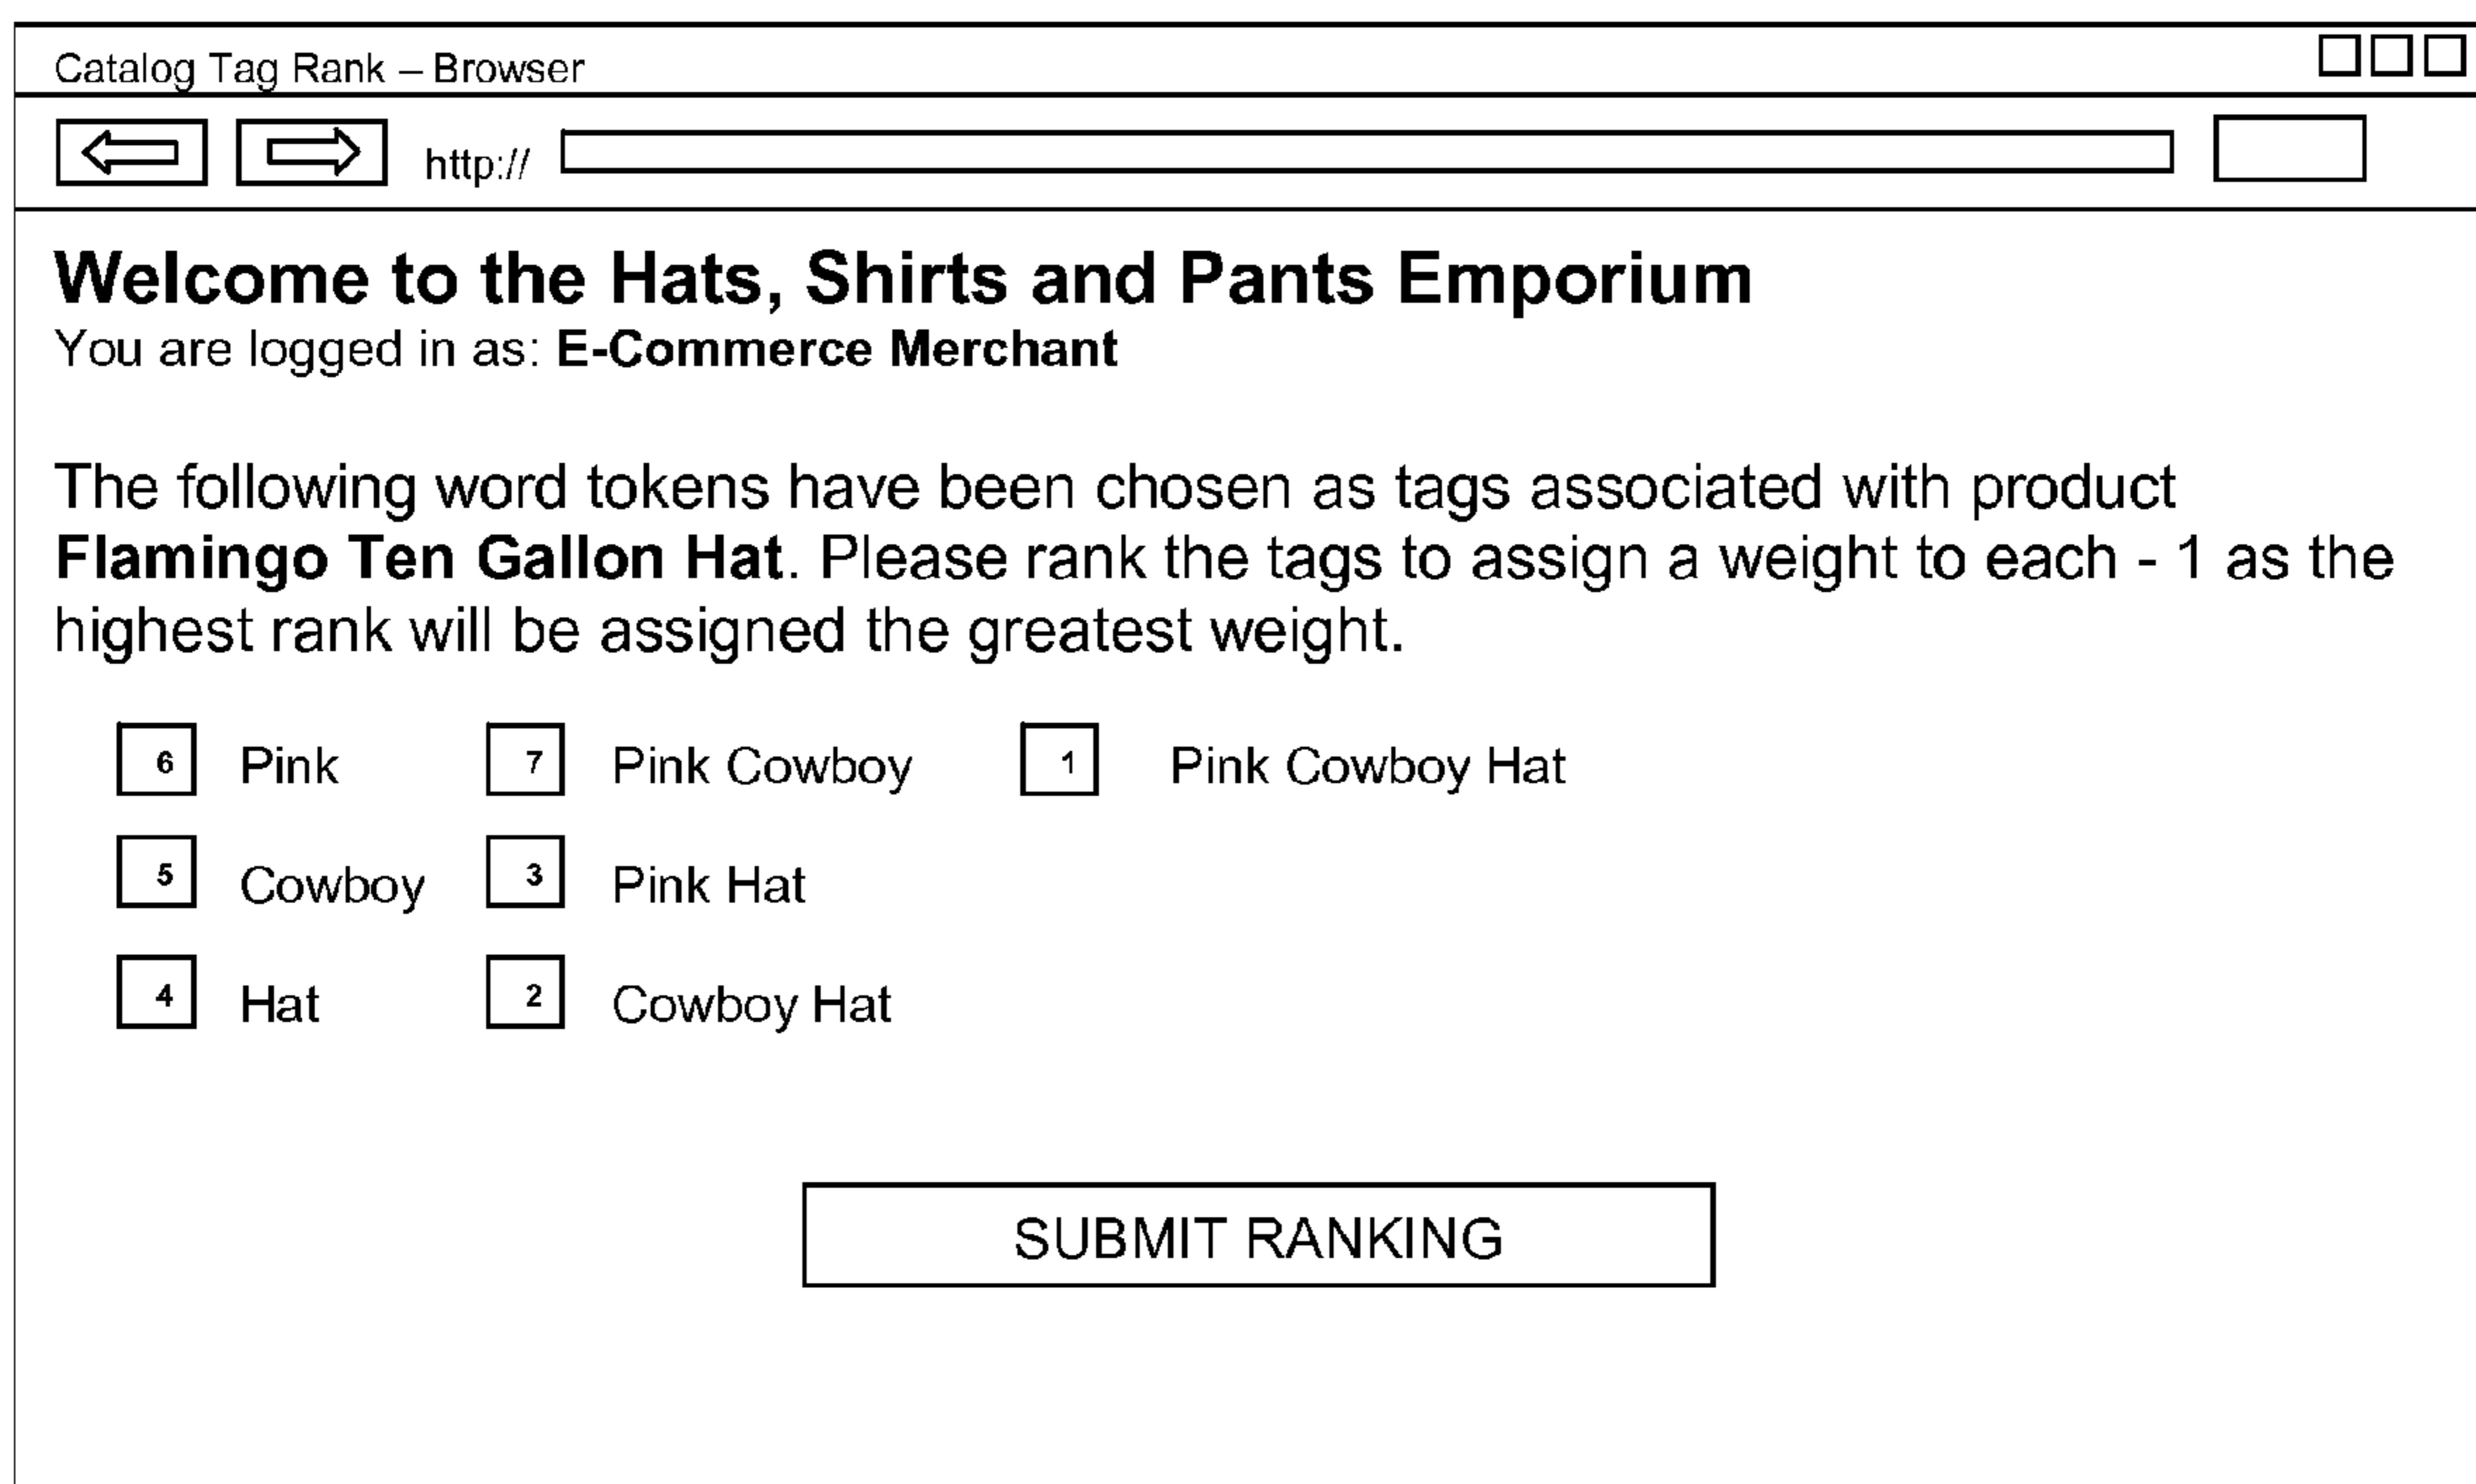 Catalog Tag Rank – Browser
http://
Welcome to the Hats, Shirts and Pants Emporium
You are logged in as: E-Commerce Merchant
The following word tokens have been chosen as tags associated with product
Flamingo Ten Gallon Hat. Please rank the tags to assign a weight to each - 1 as the
highest rank will be assigned the greatest weight.
6 Pink 7 Pink Cowboy 1 Pink Cowboy Hat
5 Cowboy 3 Pink Hat
4 Hat 2 Cowboy Hat
SUBMIT RANKING